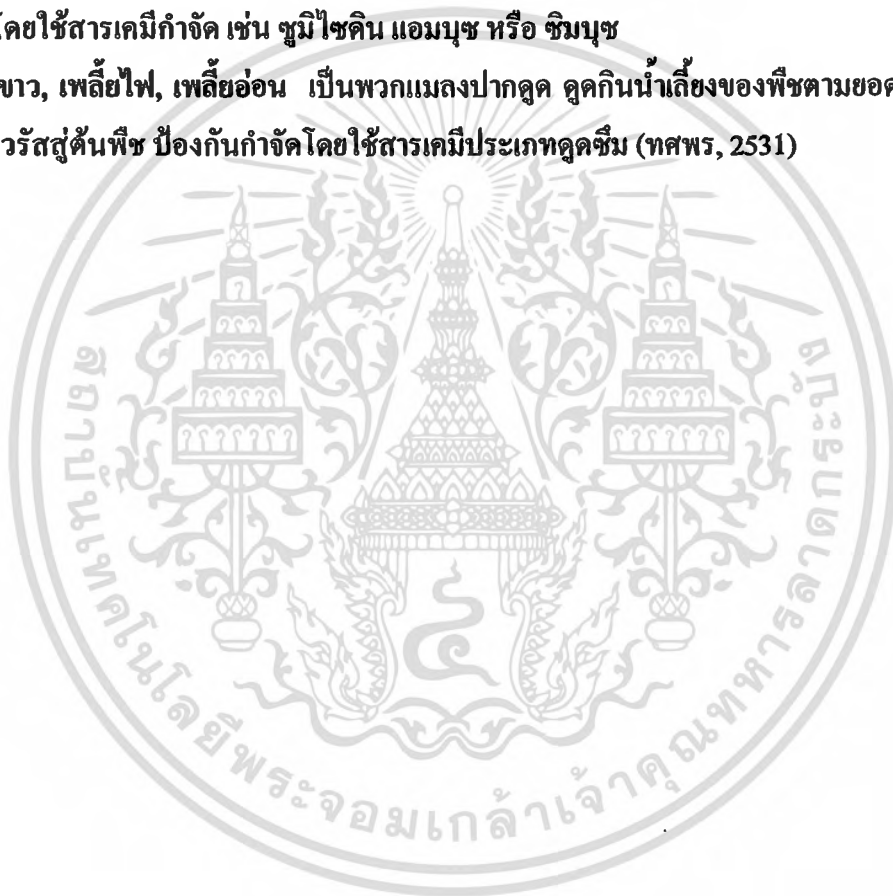 โดยใช้สารเคมีกำจัด เช่น ซูมิไซดิน แอมบุซ หรือ ซิมบุซ
ขาว, เพลี้ยไฟ, เพลี้ยอ่อน เป็นพวกแมลงปากดูด ดูดกินน้ำเลี้ยงของพืชตามยอด
วรัสสู่ต้นพืช ป้องกันกำจัดโดยใช้สารเคมีประเภทดูดซึม (ทศพร, 2531)
สถาบันเทคโนโลยีพระจอมเกล้าเจ้าคุณทหารลาดกระบัง